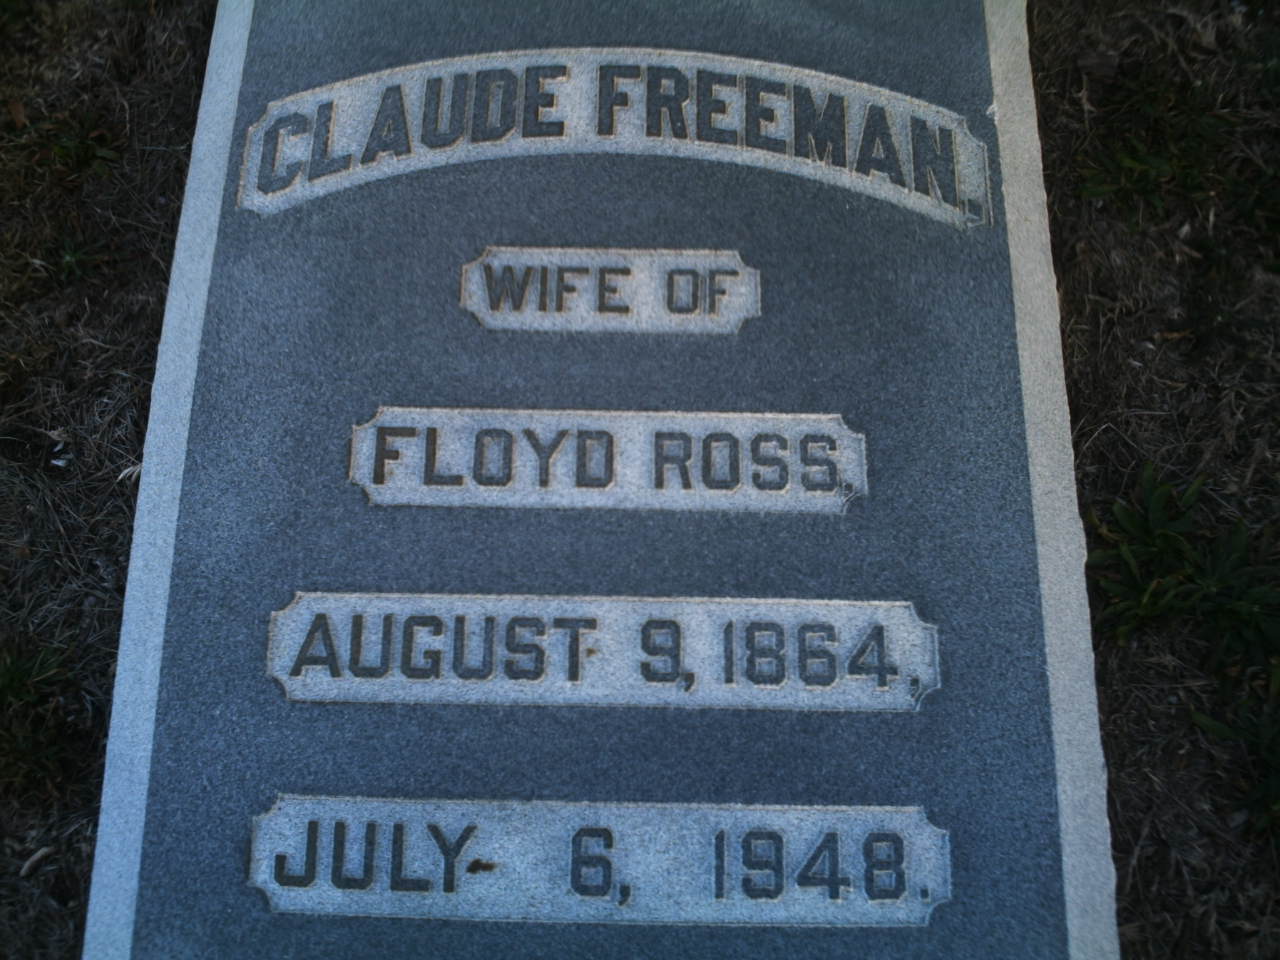 CLAUDE FREEMAN.
WIFE OF
FLOYD ROSS.
AUGUST 9, 1864,
JULY 6, 1948.